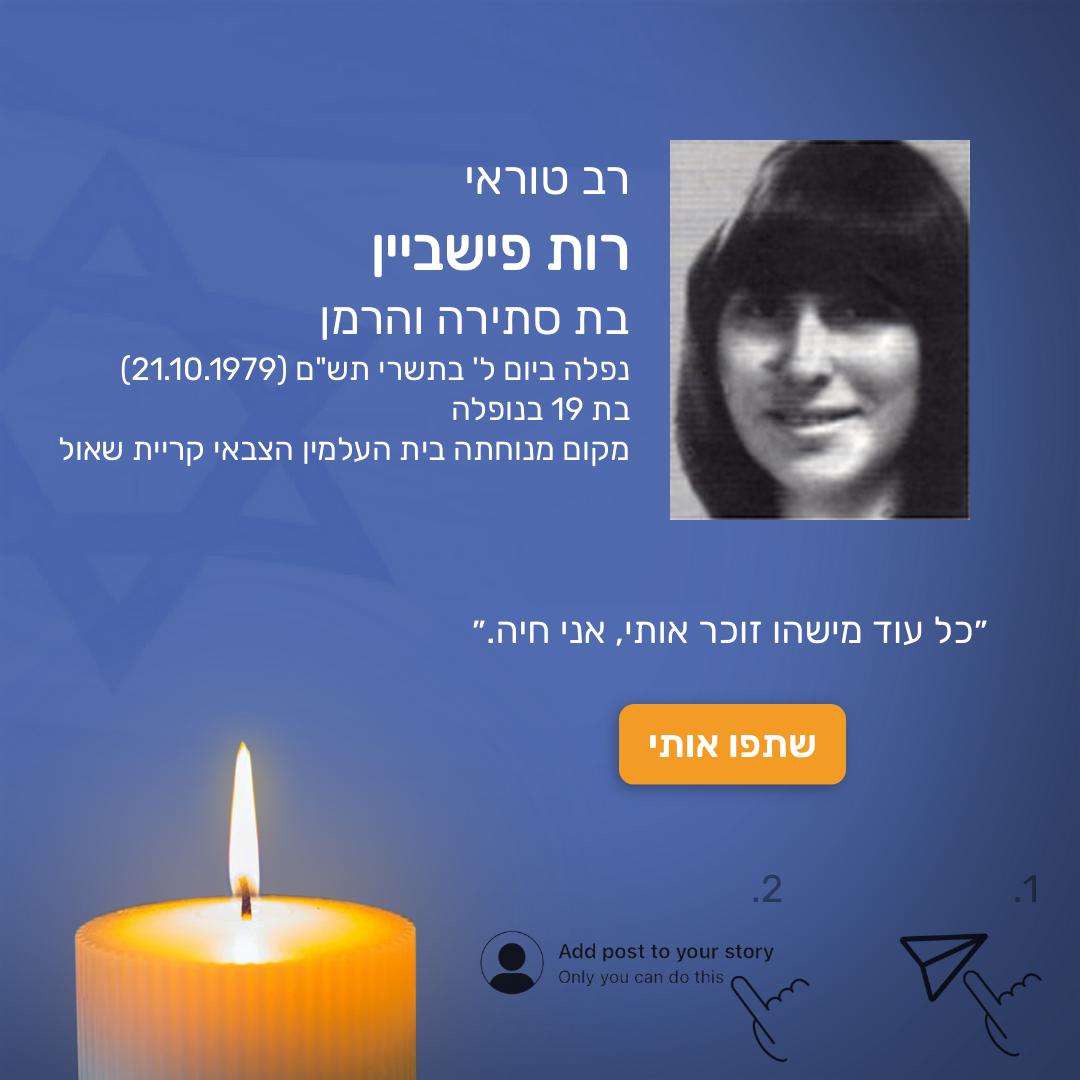 רב טוראי
רות פישביין
בת סתירה והרמן
נפלה ביום ל' בתשרי תש"ם (21.10.1979)
בת 19 בנופלה
מקום מנוחתה בית העלמין הצבאי קריית שאול
״כל עוד מישהו זוכר אותי, אני חיה.״
שתפו אותי
1.
2.
Add post to your story
Only you can do this